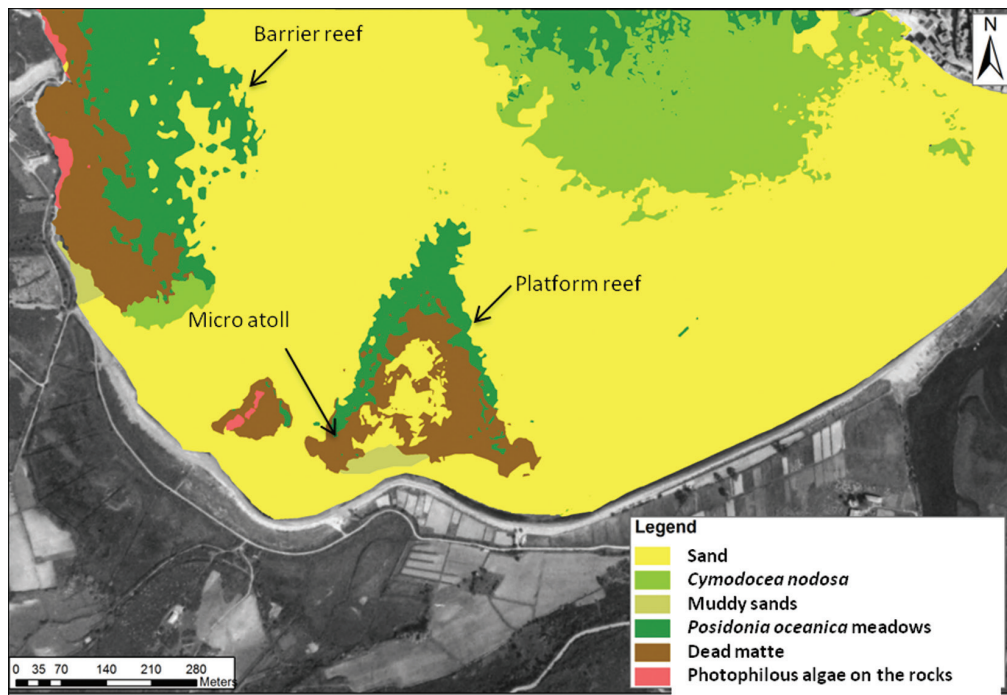 Barrier reef
N
Platform reef
Micro atoll
Legend
Sand
Cymodocea nodosa
Muddy sands
Posidonia oceanica meadows
Dead matte
Photophilous algae on the rocks
0 35 70 140 210 280
Meters